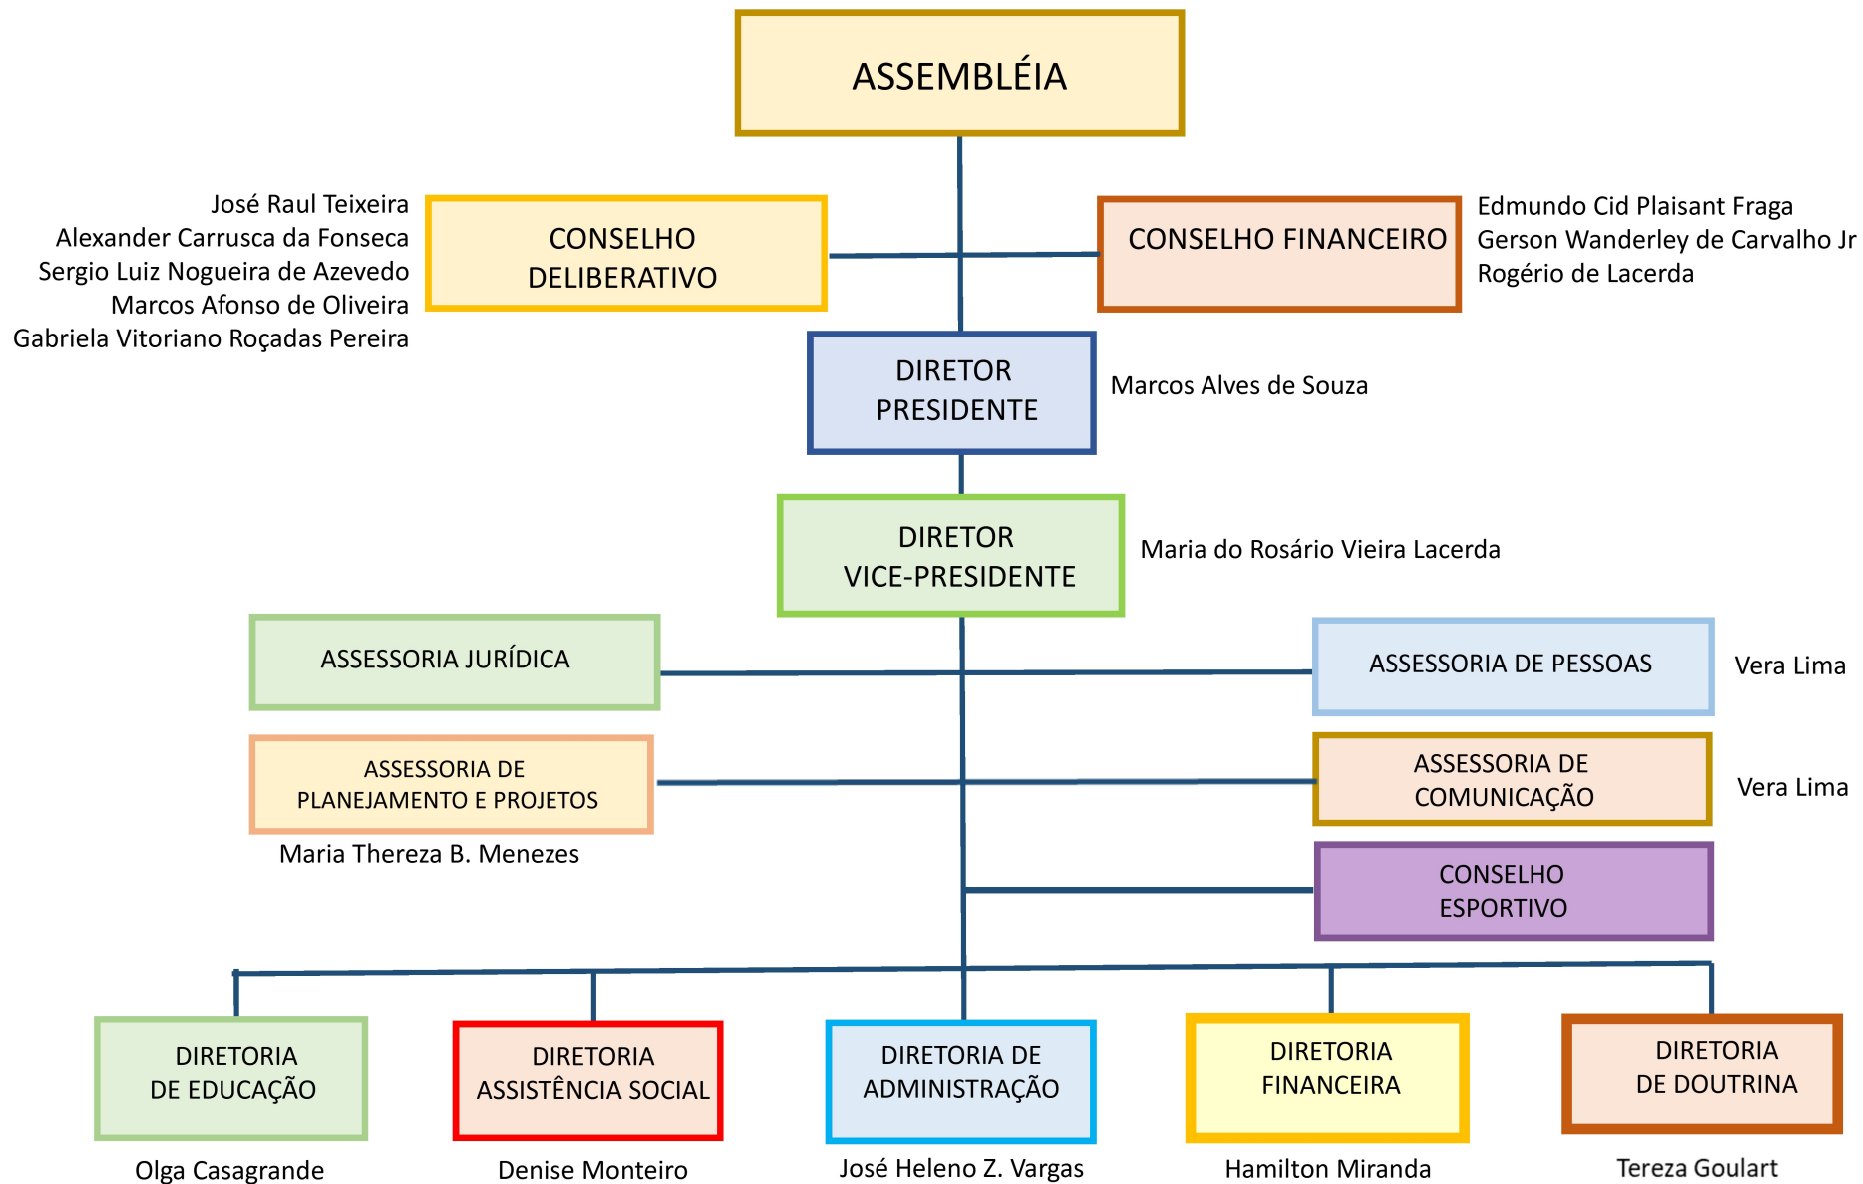 ASSEMBLÉIA
José Raul Teixeira
Alexander Carrusca da Fonseca
Sergio Luiz Nogueira de Azevedo
Marcos Afonso de Oliveira
Gabriela Vitoriano Roçadas Pereira
CONSELHO
DELIBERATIVO
CONSELHO FINANCEIRO
Edmundo Cid Plaisant Fraga
Gerson Wanderley de Carvalho Jr
Rogério de Lacerda
DIRETOR
PRESIDENTE
Marcos Alves de Souza
DIRETOR
VICE-PRESIDENTE
Maria do Rosário Vieira Lacerda
ASSESSORIA JURÍDICA
ASSESSORIA DE PESSOAS
Vera Lima
ASSESSORIA DE
PLANEJAMENTO E PROJETOS
Maria Thereza B. Menezes
ASSESSORIA DE
COMUNICAÇÃO
Vera Lima
CONSELHO
ESPORTIVO
DIRETORIA
DE EDUCAÇÃO
Olga Casagrande
DIRETORIA
ASSISTÊNCIA SOCIAL
Denise Monteiro
DIRETORIA DE
ADMINISTRAÇÃO
José Heleno Z. Vargas
DIRETORIA
FINANCEIRA
Hamilton Miranda
DIRETORIA
DE DOUTRINA
Tereza Goulart